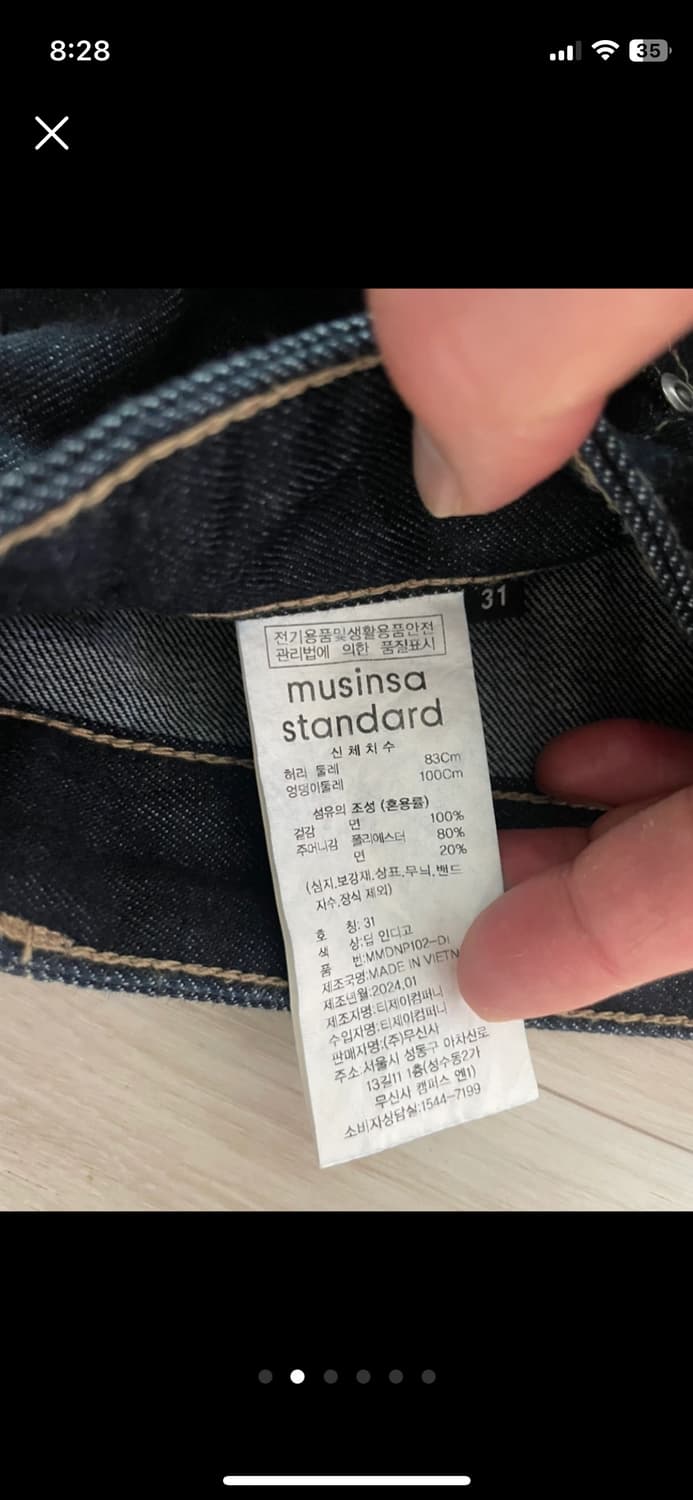 8:28
35
31
전기용품및생활용품안전
관리법에 의한 품질표시
musinsa
standard
신체치수
허리 둘레 83Cm
엉덩이둘레 100Cm
섬유의 조성 (혼용률)
겉감 면 100%
주머니감 폴리에스터 80%
면 20%
(심지,보강재,상표,무늬,밴드
자수,장식 제외)
호 칭: 31
색 상:딥 인디고
품 번:MMDNP102-DI
제조국명:MADE IN VIETN
제조년월:2024.01
제조자명:티제이컴퍼니
수입자명:티제이컴퍼니
판매자명:(주)무신사
주소:서울시 성동구 아차산로
13길11 1층(성수동2가
무신사 캠퍼스 엔1)
소비자상담실:1544-7199